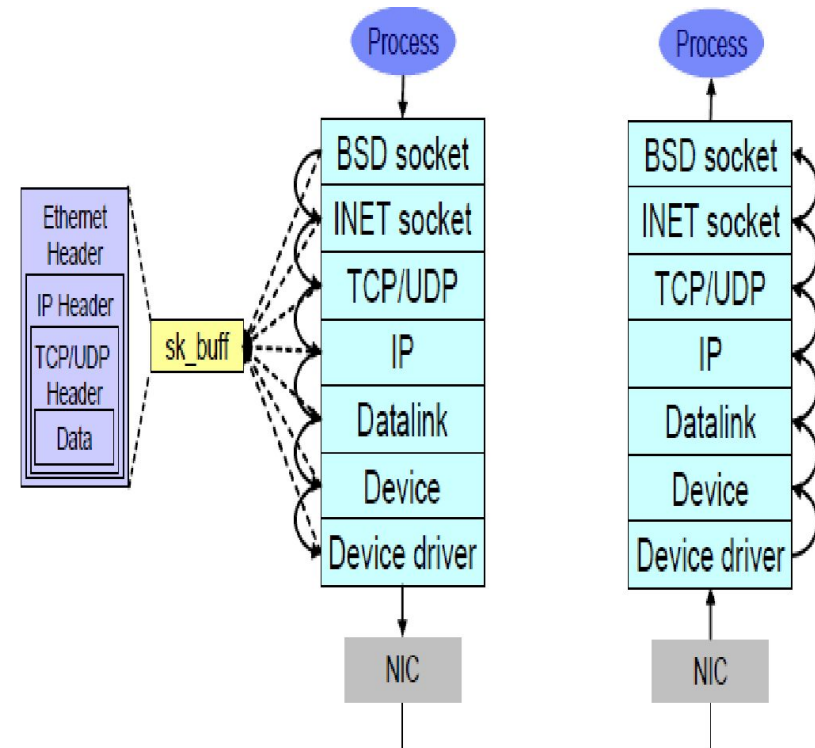 Process
BSD socket
INET socket
TCP/UDP
IP
Datalink
Device
Device driver
NIC
Ethernet
Header
IP Header
TCP/UDP
Header
Data
sk_buff
Process
BSD socket
INET socket
TCP/UDP
IP
Datalink
Device
Device driver
NIC